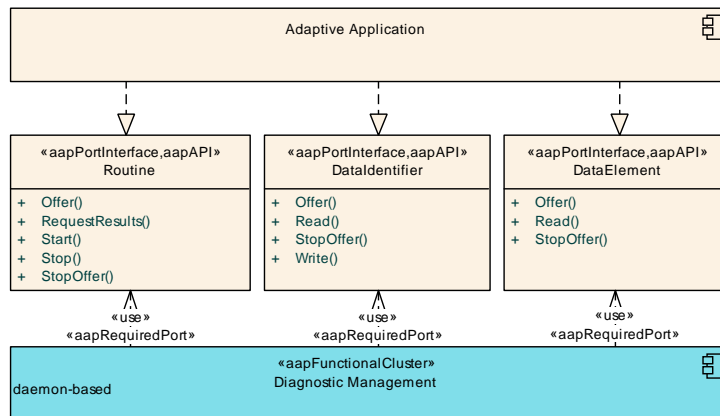 Adaptive Application
«aapPortInterface,aapAPI»
Routine
+ Offer()
+ RequestResults()
+ Start()
+ Stop()
+ StopOffer()
«aapPortInterface,aapAPI»
DataIdentifier
+ Offer()
+ Read()
+ StopOffer()
+ Write()
«aapPortInterface,aapAPI»
DataElement
+ Offer()
+ Read()
+ StopOffer()
«use»
«aapRequiredPort»
«use»
«aapRequiredPort»
«use»
«aapRequiredPort»
«aapFunctionalCluster»
Diagnostic Management
daemon-based